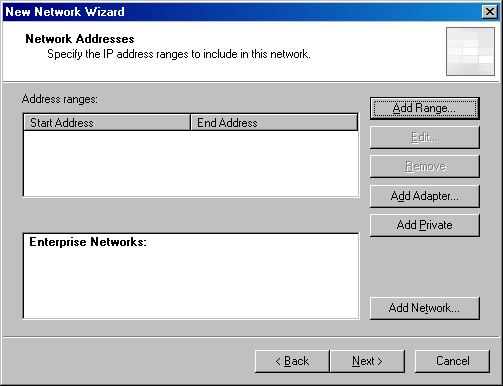 New Network Wizard
Network Addresses
Specify the IP address ranges to include in this network.
Address ranges:
Start Address End Address
Add Range...
Edit...
Remove
Add Adapter...
Add Private
Enterprise Networks:
Add Network...
< Back Next > Cancel